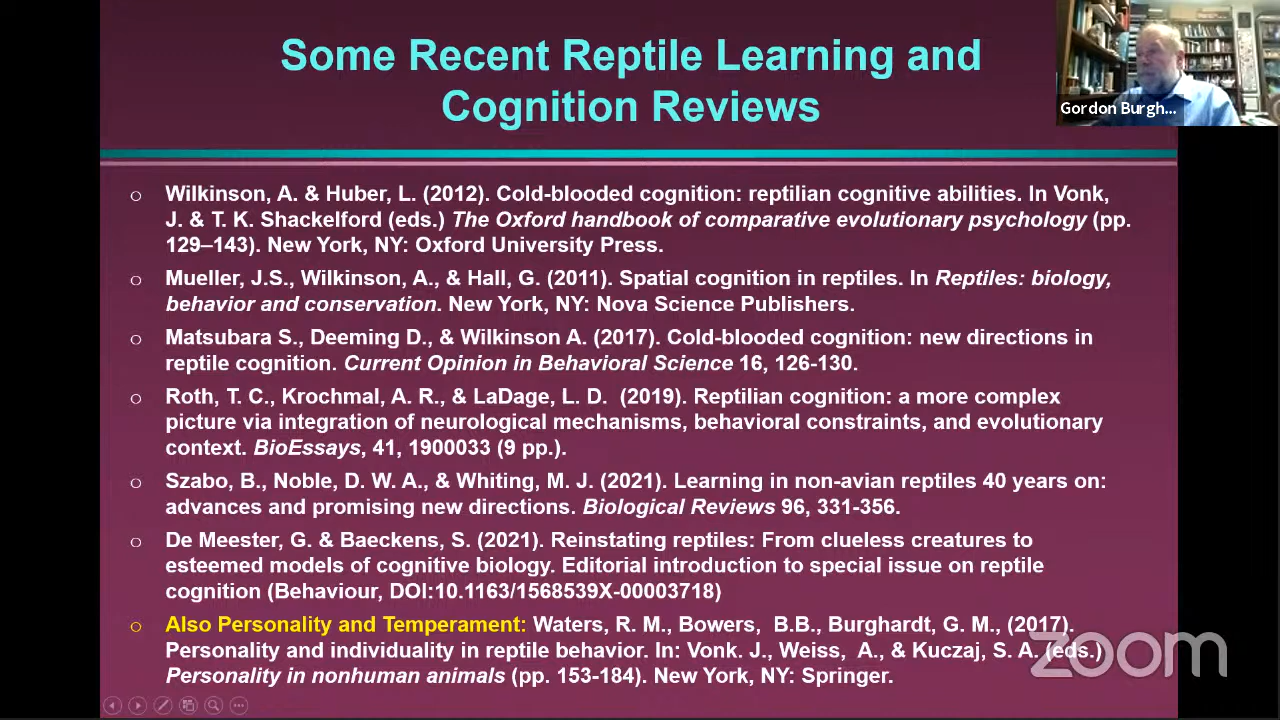 Some Recent Reptile Learning and
Cognition Reviews
Gordon Burgh...
Wilkinson, A. & Huber, L. (2012). Cold-blooded cognition: reptilian cognitive abilities. In Vonk,
J. & T. K. Shackelford (eds.) The Oxford handbook of comparative evolutionary psychology (pp.
129–143). New York, NY: Oxford University Press.
Mueller, J.S., Wilkinson, A., & Hall, G. (2011). Spatial cognition in reptiles. In Reptiles: biology,
behavior and conservation. New York, NY: Nova Science Publishers.
Matsubara S., Deeming D., & Wilkinson A. (2017). Cold-blooded cognition: new directions in
reptile cognition. Current Opinion in Behavioral Science 16, 126-130.
Roth, T. C., Krochmal, A. R., & LaDage, L. D. (2019). Reptilian cognition: a more complex
picture via integration of neurological mechanisms, behavioral constraints, and evolutionary
context. BioEssays, 41, 1900033 (9 pp.).
Szabo, B., Noble, D. W. A., & Whiting, M. J. (2021). Learning in non-avian reptiles 40 years on:
advances and promising new directions. Biological Reviews 96, 331-356.
De Meester, G. & Baeckens, S. (2021). Reinstating reptiles: From clueless creatures to
esteemed models of cognitive biology. Editorial introduction to special issue on reptile
cognition (Behaviour, DOI:10.1163/1568539X-00003718)
Also Personality and Temperament: Waters, R. M., Bowers, B.B., Burghardt, G. M., (2017).
Personality and individuality in reptile behavior. In: Vonk. J., Weiss, A., & Kuczaj, S. A. (eds.)
Personality in nonhuman animals (pp. 153-184). New York, NY: Springer.
zoom